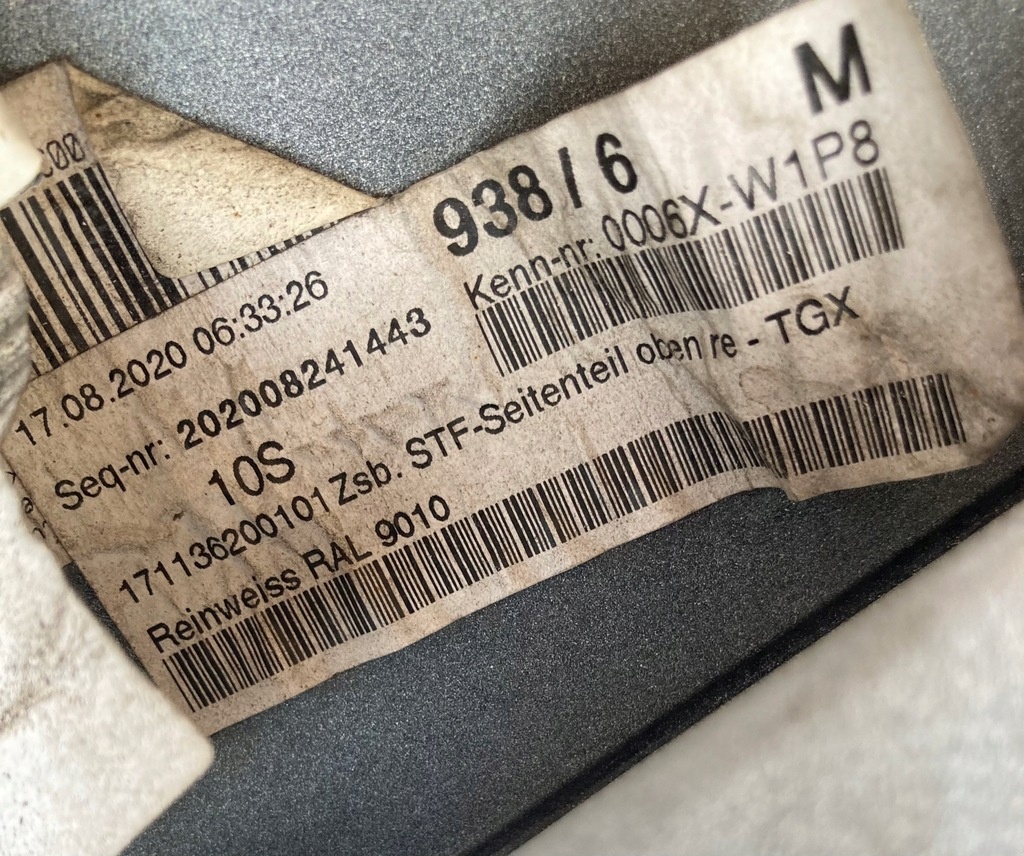 M
938 / 6
Kenn-nr: 0006X-W1P8
17.08.2020 06:33:26
Seq-nr: 202008241443
10S
17113620010 1 Zsb. STF-Seitenteil oben re - TGX
Reinweiss RAL 9010